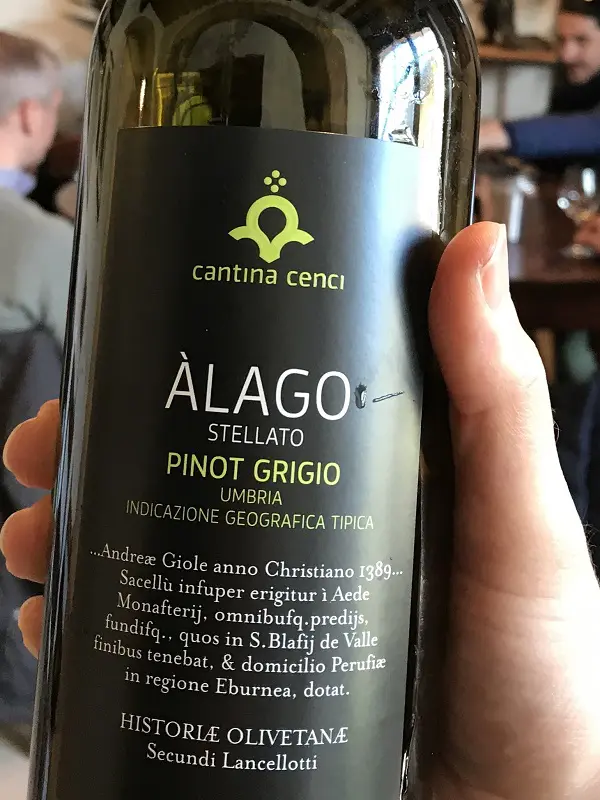 cantina cenci
ÀLAGO
STELLATO
PINOT GRIGIO
UMBRIA
INDICAZIONE GEOGRAFICA TIPICA
...Andreæ Giole anno Christiano 1389...
Sacellù infuper erigitur ì Aede
Monafterij, omnibufq.predijs,
fundifq., quos in S.Blafij de Valle
finibus tenebat, & domicilio Perufiæ
in regione Eburnea, dotat.
HISTORIÆ OLIVETANÆ
Secundi Lancellotti